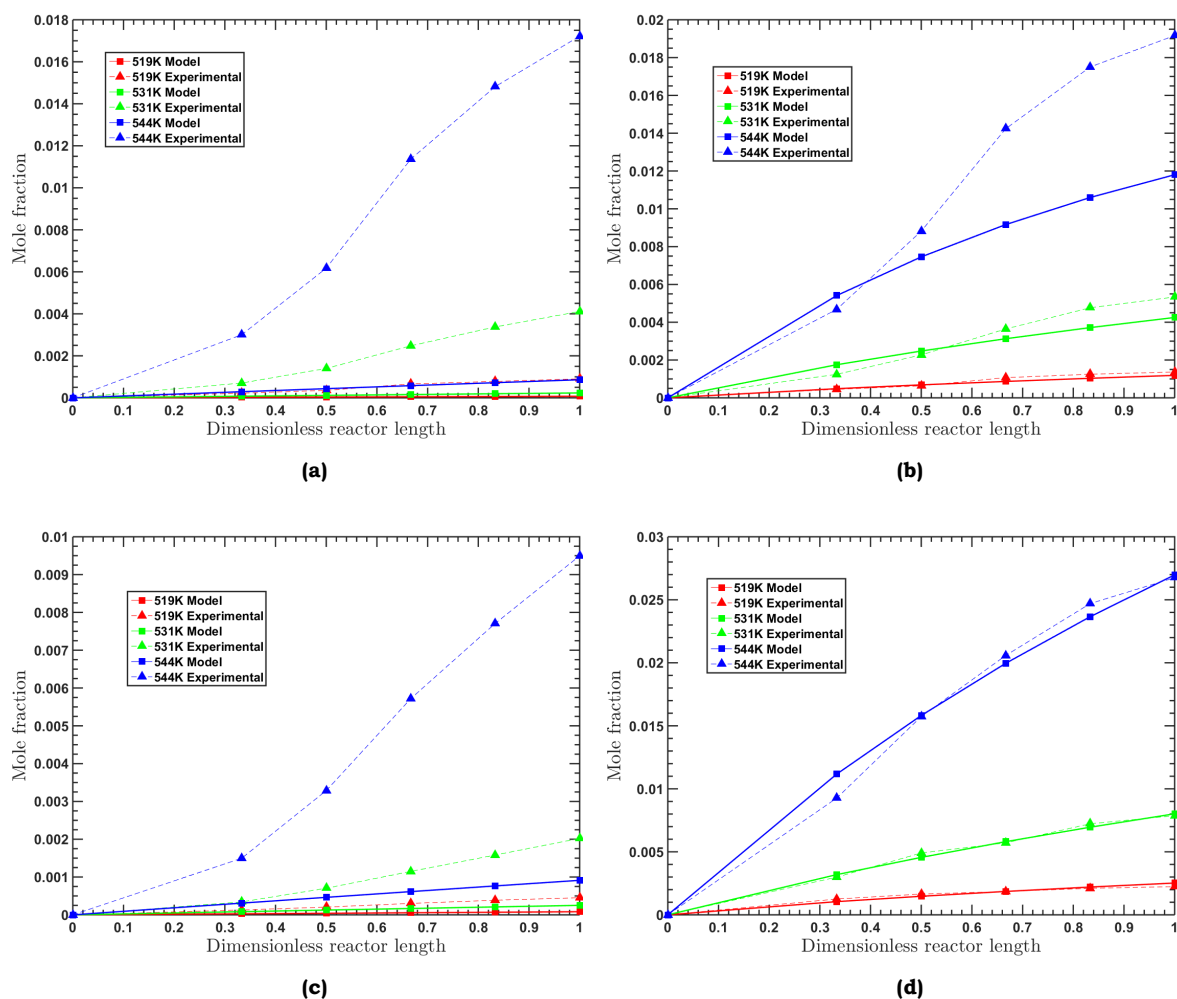 0.018
0.016
0.014
0.012
0.01
0.008
0.006
0.004
0.002
0
Mole fraction
519K Model
519K Experimental
531K Model
531K Experimental
544K Model
544K Experimental
0 0.1 0.2 0.3 0.4 0.5 0.6 0.7 0.8 0.9 1
Dimensionless reactor length
(a)
0.02
0.018
0.016
0.014
0.012
0.01
0.008
0.006
0.004
0.002
0
Mole fraction
519K Model
519K Experimental
531K Model
531K Experimental
544K Model
544K Experimental
0 0.1 0.2 0.3 0.4 0.5 0.6 0.7 0.8 0.9 1
Dimensionless reactor length
(b)
0.01
0.009
0.008
0.007
0.006
0.005
0.004
0.003
0.002
0.001
0
Mole fraction
519K Model
519K Experimental
531K Model
531K Experimental
544K Model
544K Experimental
0 0.1 0.2 0.3 0.4 0.5 0.6 0.7 0.8 0.9 1
Dimensionless reactor length
(c)
0.03
0.025
0.02
0.015
0.01
0.005
0
Mole fraction
519K Model
519K Experimental
531K Model
531K Experimental
544K Model
544K Experimental
0 0.1 0.2 0.3 0.4 0.5 0.6 0.7 0.8 0.9 1
Dimensionless reactor length
(d)